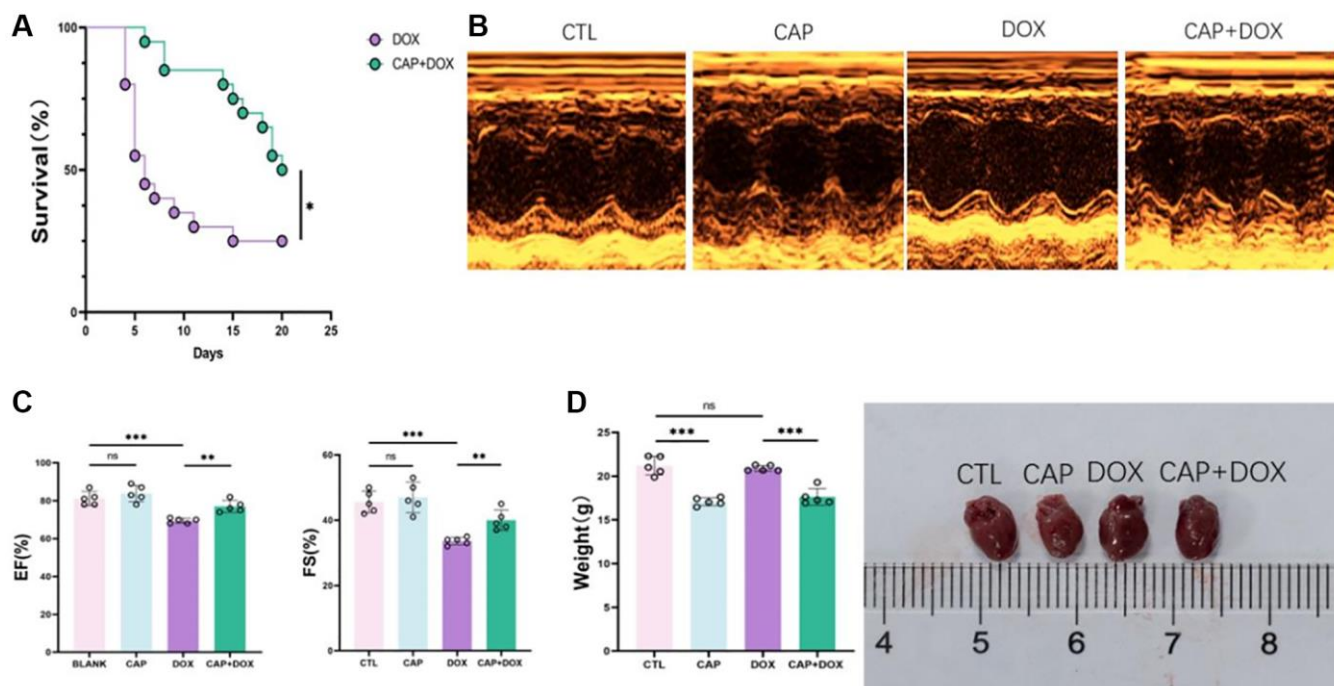 A
100
50
0
Survival (%)
0 5 10 15 20 25
Days
DOX
CAP+DOX
*
B
CTL CAP DOX CAP+DOX
C
EF(%)
100
80
60
40
20
0
***
ns
**
BLANK CAP DOX CAP+DOX
FS(%)
60
40
20
0
***
ns
**
CTL CAP DOX CAP+DOX
D
Weight(g)
25
20
15
10
5
0
ns
*** ***
CTL CAP DOX CAP+DOX
CTL CAP DOX CAP+DOX
4 5 6 7 8